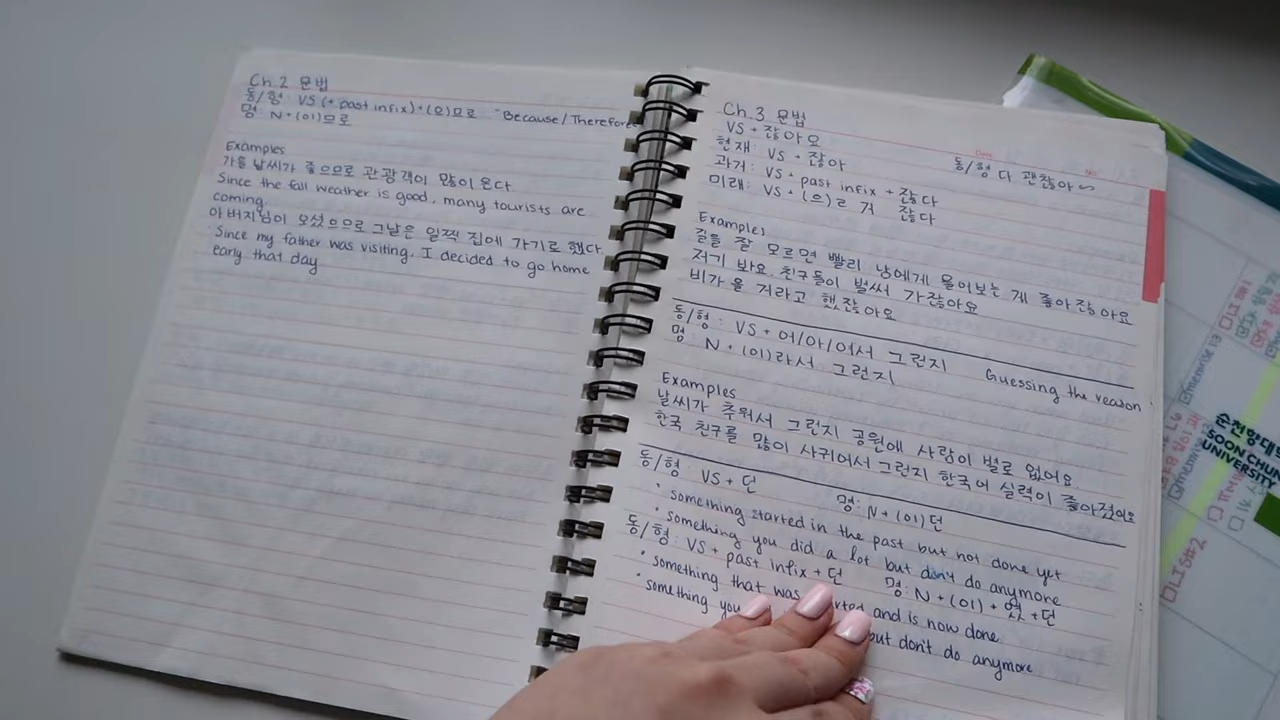 Ch.2 문법
동/형: VS (+ past infix) + (으)므로 "Because/Therefore
명: N + (이)므로
Examples
가을 날씨가 좋으므로 관광객이 많이 온다
Since the fall weather is good, many tourists are
coming.
아버지님이 오셨으므로 그날은 일찍 집에 가기로 했다
Since my father was visiting, I decided to go home
early that day
Ch.3 문법
VS + 잖아요
현재: VS + 잖아
과거: VS + past infix + 잖다
미래: VS + (으)ㄹ 거 잖다
동/형 다 괜찮아~
Examples
길을 잘 모르면 빨리 남에게 물어보는 게 좋아잖아요
저기 봐요. 친구들이 벌써 가잖아요
비가 올 거라고 했잖아요
동/형: VS + 어/아/여서 그런지 Guessing the reason
명: N + (이)라서 그런지
Examples
날씨가 추워서 그런지 공원에 사람이 별로 없어요.
한국 친구를 많이 사귀어서 그런지 한국어 실력이 좋아졌어요
동/형: VS + 던 명: N + (이)던
· something started in the past but not done yet
· something you did a lot but don't do anymore
동/형: VS + past infix + 던 명: N + (이) + 었 + 던
· something that was and is now done
· something you but don't do anymore
순천향대
SOON CHU
UNIVERSITY
LIS#2